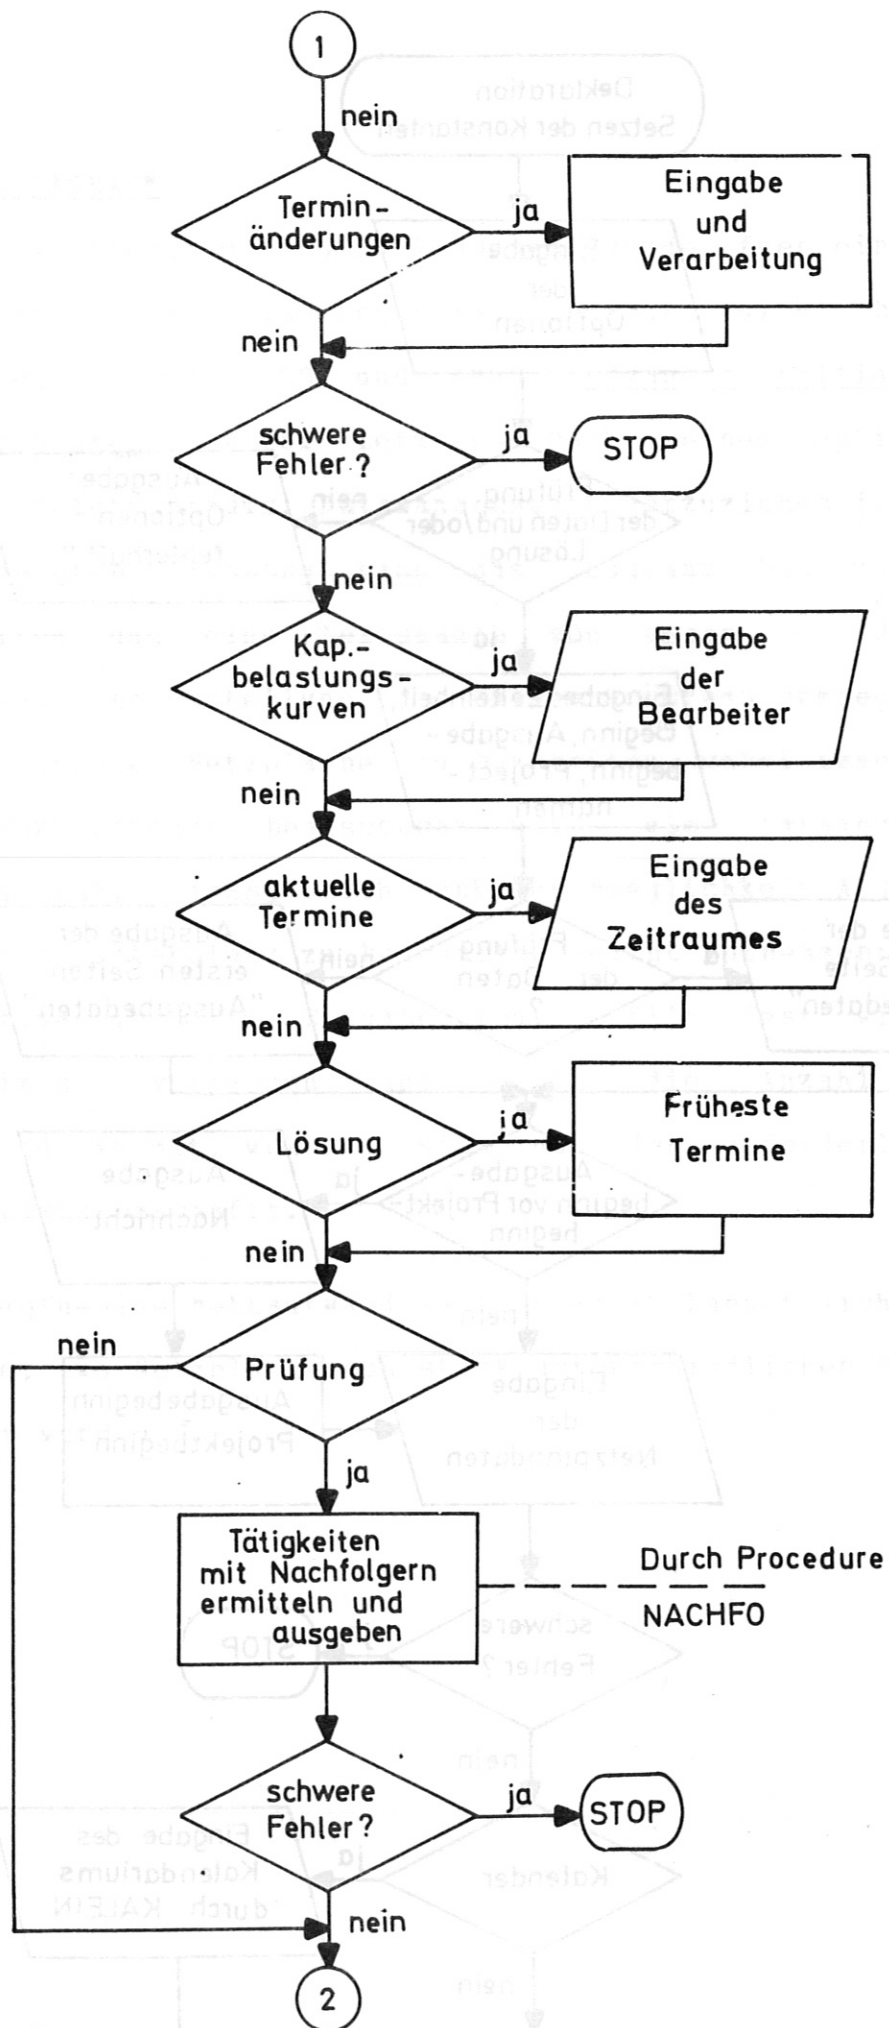 1
nein
Termin-
änderungen
ja
Eingabe
und
Verarbeitung
nein
schwere
Fehler?
ja
STOP
nein
Kap.-
belastungs-
kurven
ja
Eingabe
der
Bearbeiter
nein
aktuelle
Termine
ja
Eingabe
des
Zeitraumes
nein
Lösung
ja
Früheste
Termine
nein
nein
Prüfung
ja
Tätigkeiten
mit Nachfolgern
ermitteln und
ausgeben
Durch Procedure
NACHFO
schwere
Fehler?
ja
STOP
nein
2